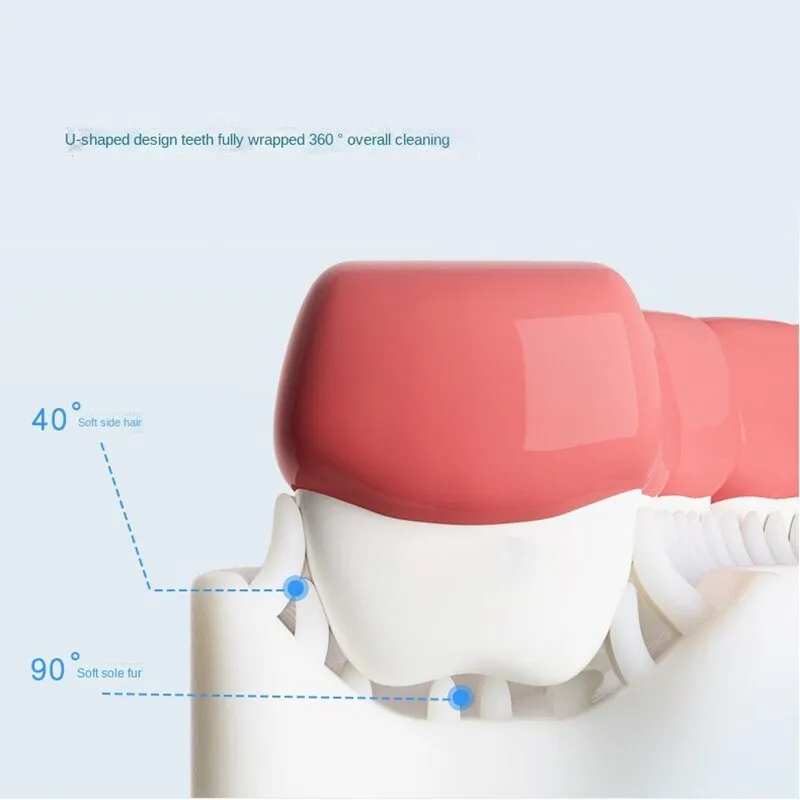 U-shaped design teeth fully wrapped 360 ° overall cleaning
40° Soft side hair
90° Soft sole fur